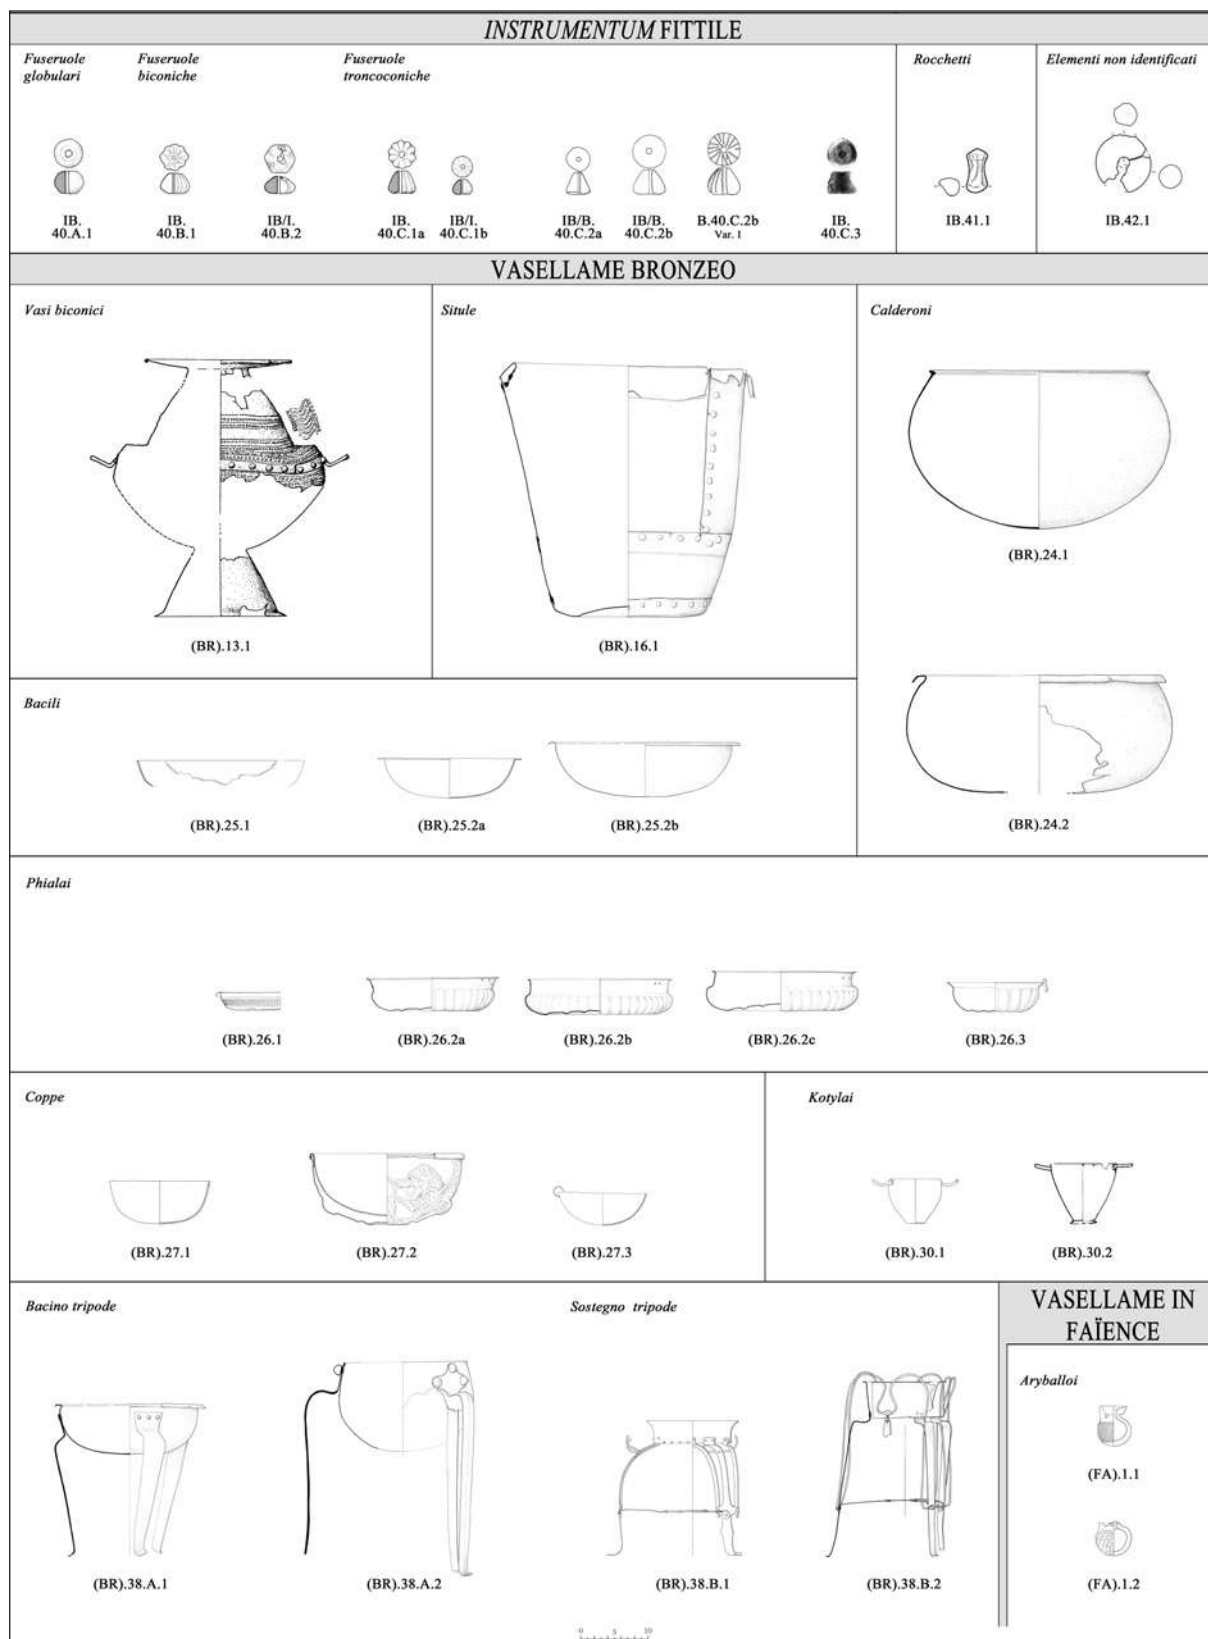 INSTRUMENTUM FITTILE
Fuseruole
globulari
Fuseruole
biconiche
Fuseruole
troncoconiche
Rocchetti
Elementi non identificati
IB.
40.A.1
IB.
40.B.1
IB/I.
40.B.2
IB.
40.C.1a
IB/I.
40.C.1b
IB/B.
40.C.2a
IB/B.
40.C.2b
B.40.C.2b
Var. 1
IB.
40.C.3
IB.41.1
IB.42.1
VASELLAME BRONZEO
Vasi biconici
Situle
Calderoni
(BR).13.1
(BR).16.1
(BR).24.1
Bacili
(BR).25.1
(BR).25.2a
(BR).25.2b
(BR).24.2
Phialai
(BR).26.1
(BR).26.2a
(BR).26.2b
(BR).26.2c
(BR).26.3
Coppe
Kotylai
(BR).27.1
(BR).27.2
(BR).27.3
(BR).30.1
(BR).30.2
Bacino tripode
Sostegno tripode
VASELLAME IN
FAÏENCE
Aryballoi
(FA).1.1
(FA).1.2
(BR).38.A.1
(BR).38.A.2
(BR).38.B.1
(BR).38.B.2
0 5 10